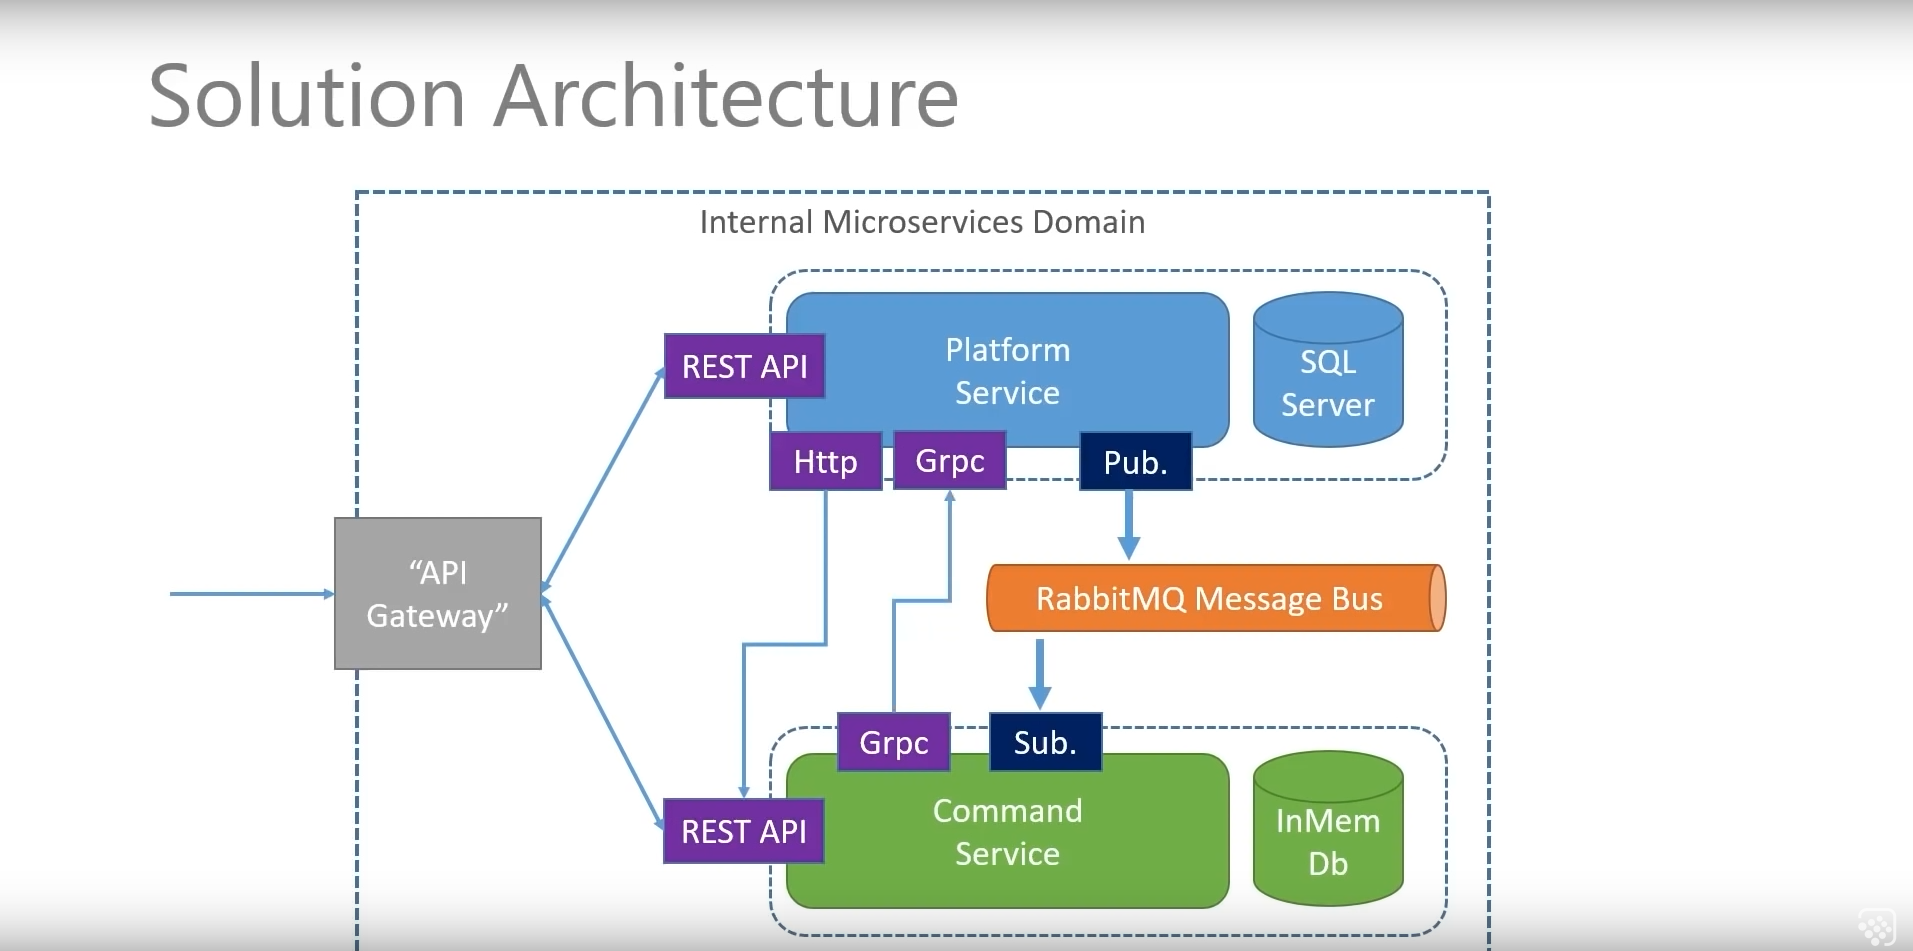 Solution Architecture
Internal Microservices Domain
REST API
Platform
Service
SQL
Server
Http
Grpc
Pub.
“API
Gateway”
RabbitMQ Message Bus
Grpc
Sub.
REST API
Command
Service
InMem
Db